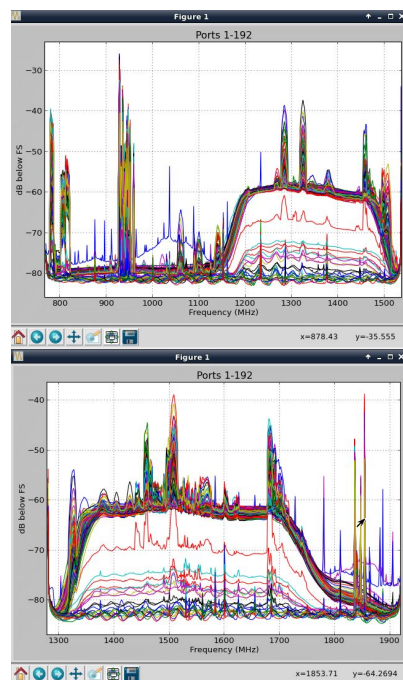 Figure 1
Ports 1-192
−30
−40
−50
−60
−70
−80
dB below FS
800 900 1000 1100 1200 1300 1400 1500
Frequency (MHz)
x=878.43 y=-35.555
Figure 1
Ports 1-192
−40
−50
−60
−70
−80
dB below FS
1300 1400 1500 1600 1700 1800 1900
Frequency (MHz)
x=1853.71 y=-64.2694